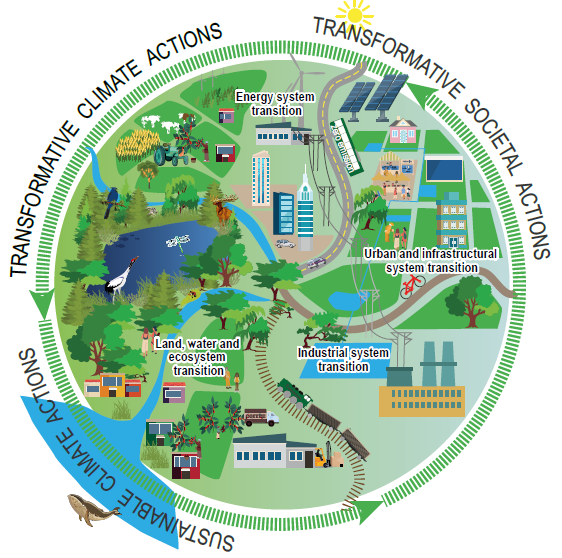 TRANSFORMATIVE CLIMATE ACTIONS
TRANSFORMATIVE SOCIETAL ACTIONS
Energy system
transition
Urban and infrastructural
system transition
Land, water and
ecosystem
transition
Industrial system
transition
SUSTAINABLE CLIMATE ACTIONS